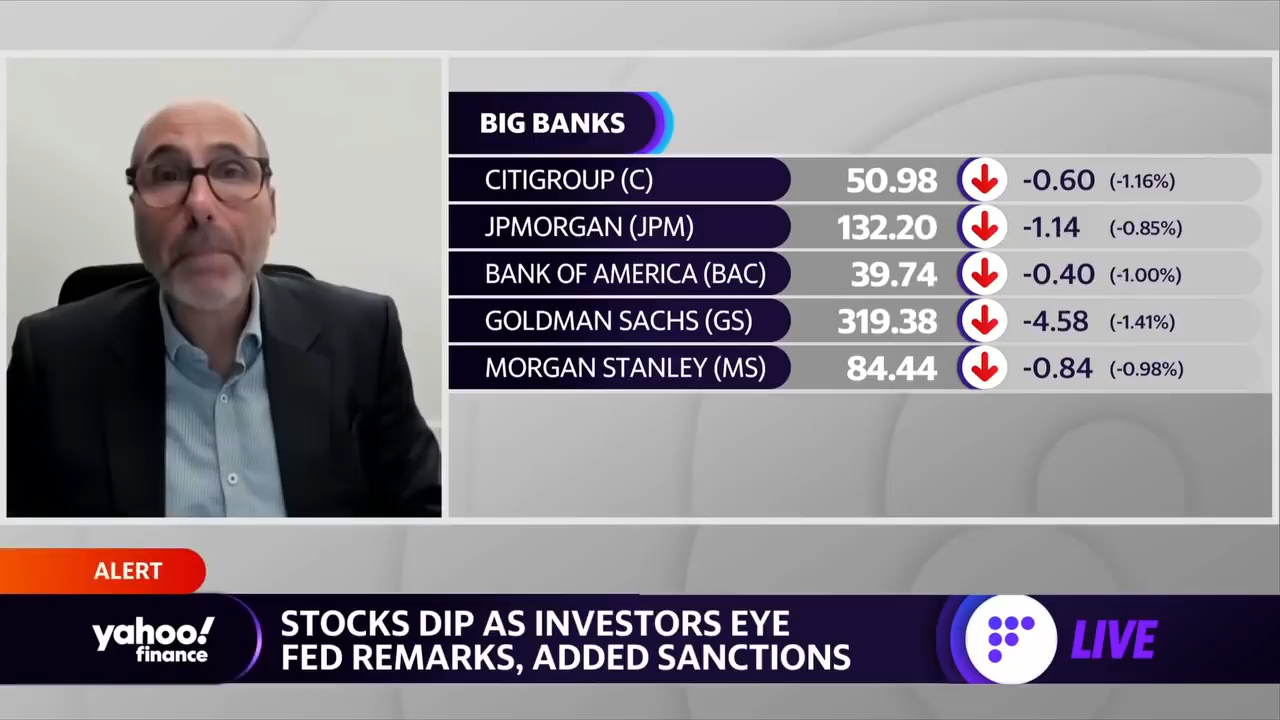 BIG BANKS
CITIGROUP (C) 50.98 -0.60 (-1.16%)
JPMORGAN (JPM) 132.20 -1.14 (-0.85%)
BANK OF AMERICA (BAC) 39.74 -0.40 (-1.00%)
GOLDMAN SACHS (GS) 319.38 -4.58 (-1.41%)
MORGAN STANLEY (MS) 84.44 -0.84 (-0.98%)
ALERT
yahoo!
finance
STOCKS DIP AS INVESTORS EYE
FED REMARKS, ADDED SANCTIONS
LIVE